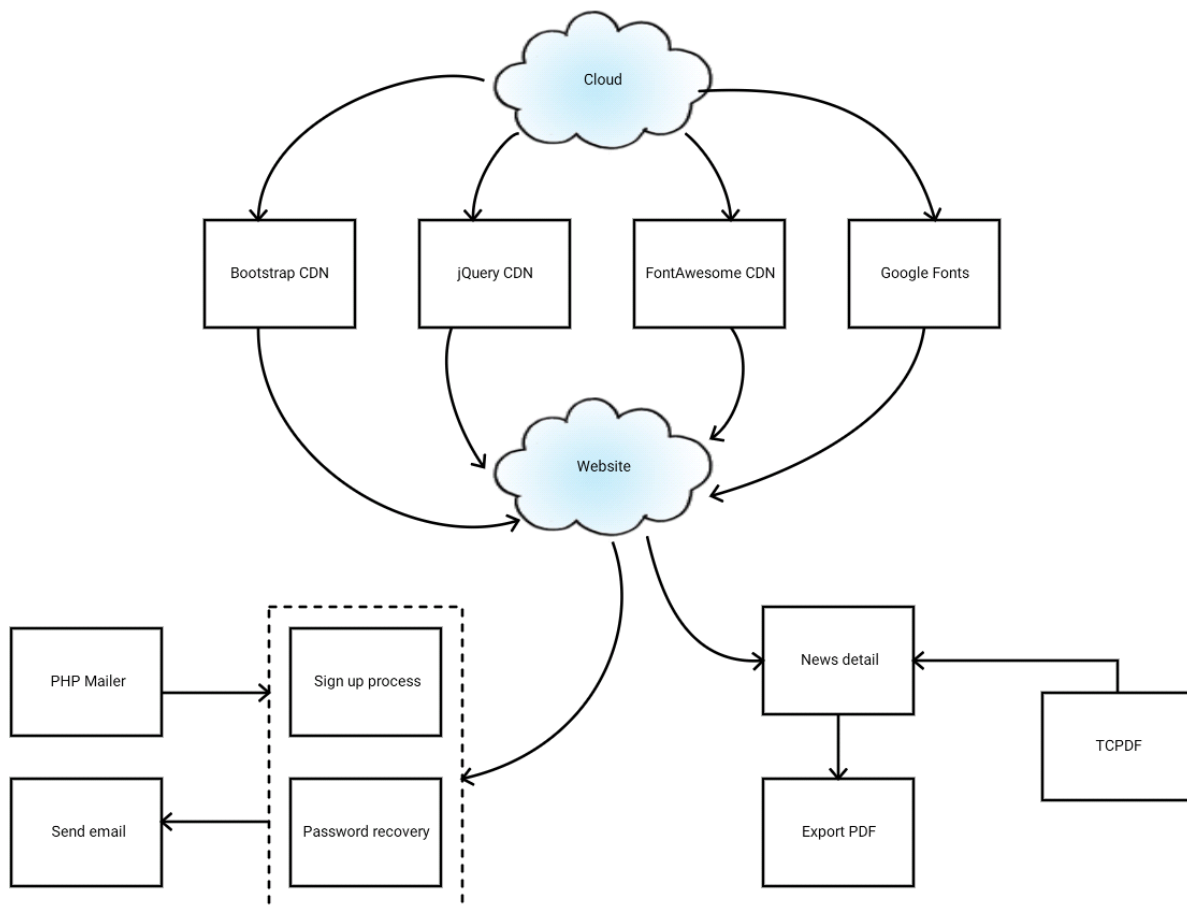 Cloud
Bootstrap CDN
jQuery CDN
FontAwesome CDN
Google Fonts
Website
PHP Mailer
Sign up process
News detail
TCPDF
Send email
Password recovery
Export PDF